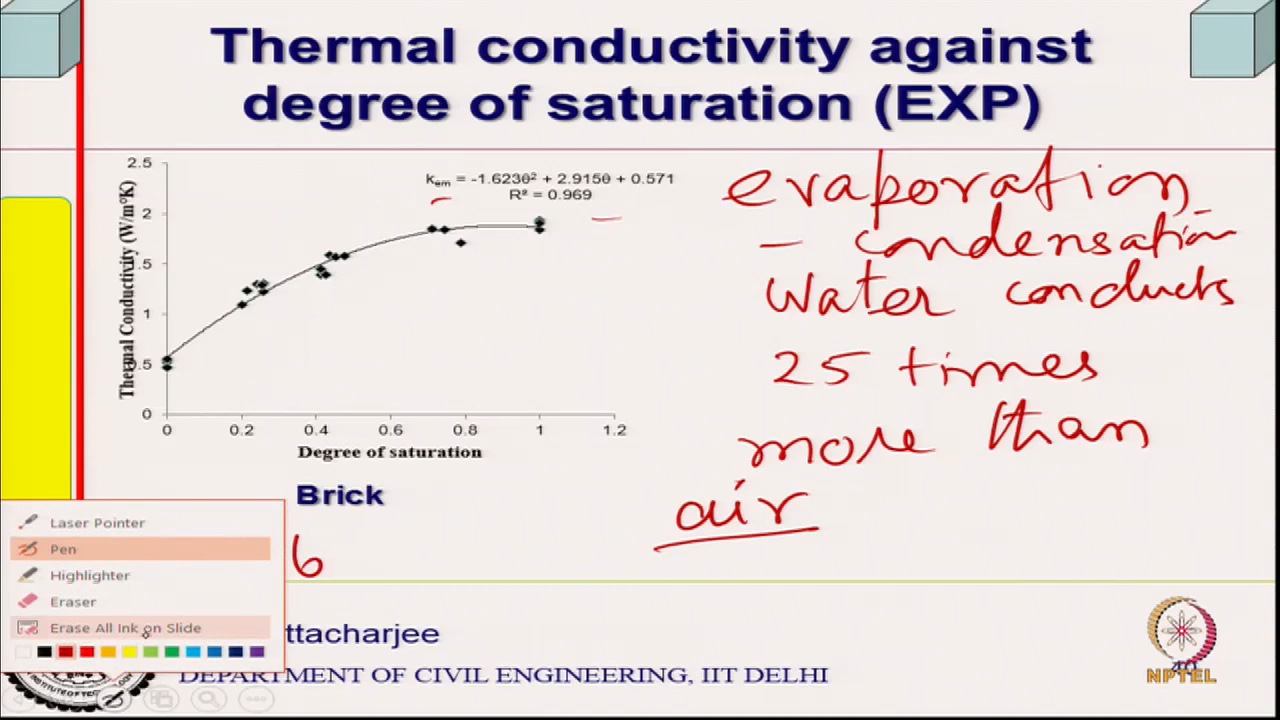 Thermal conductivity against
degree of saturation (EXP)
kem = -1.623θ² + 2.915θ + 0.571
R² = 0.969
Thermal Conductivity (W/m°K)
2.5
2
1.5
1
0.5
0
0 0.2 0.4 0.6 0.8 1 1.2
Degree of saturation
Brick
evaporation
- condensation
Water conducts
25 times
more than
air
6
Laser Pointer
Pen
Highlighter
Eraser
Erase All Ink on Slide
ttacharjee
DEPARTMENT OF CIVIL ENGINEERING, IIT DELHI
NPTEL